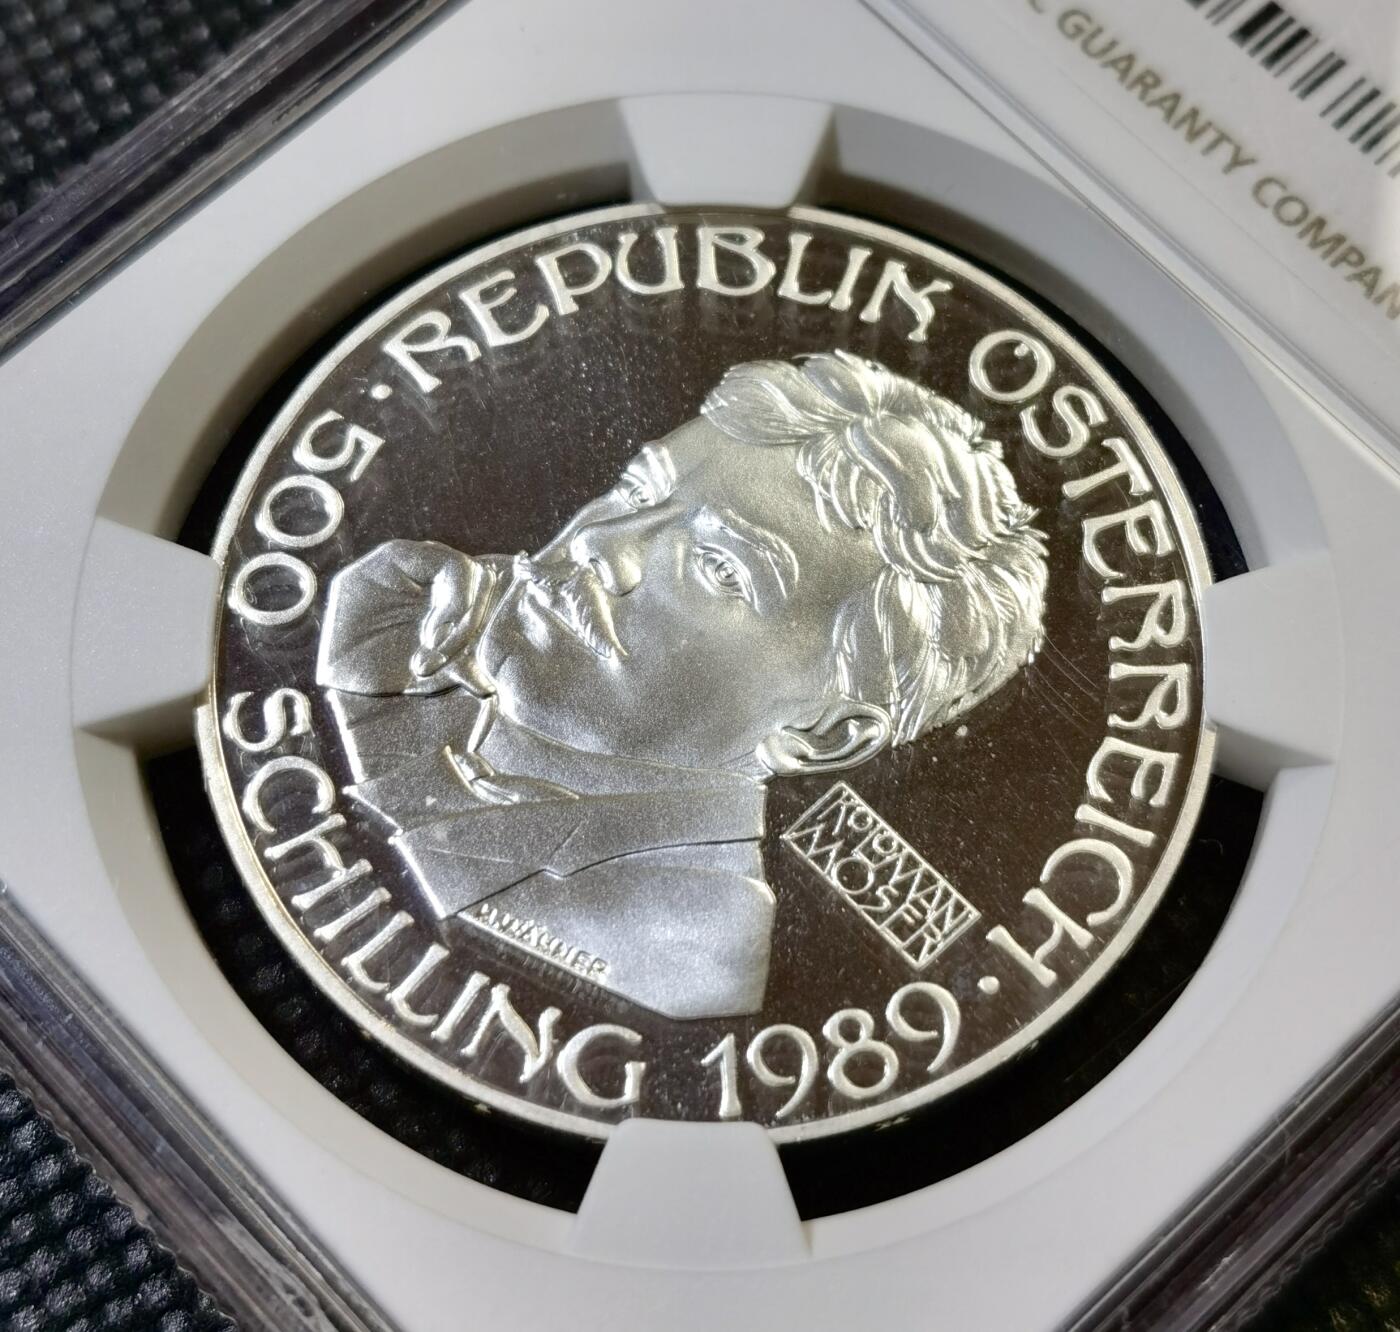 GUARANTY COMPAN
· REPUBLIK ÖSTERREICH ·
500 SCHILLING 1989
KOLOMAN
MOSER